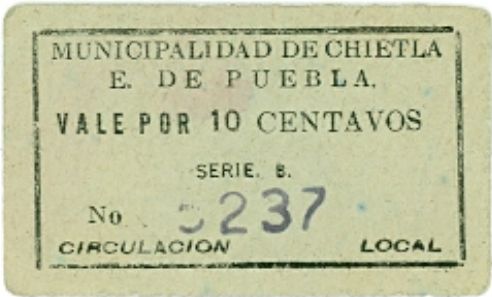 MUNICIPALIDAD DE CHIETLA
E. DE PUEBLA.
VALE POR 10 CENTAVOS
SERIE. B.
No
CIRCULACION LOCAL